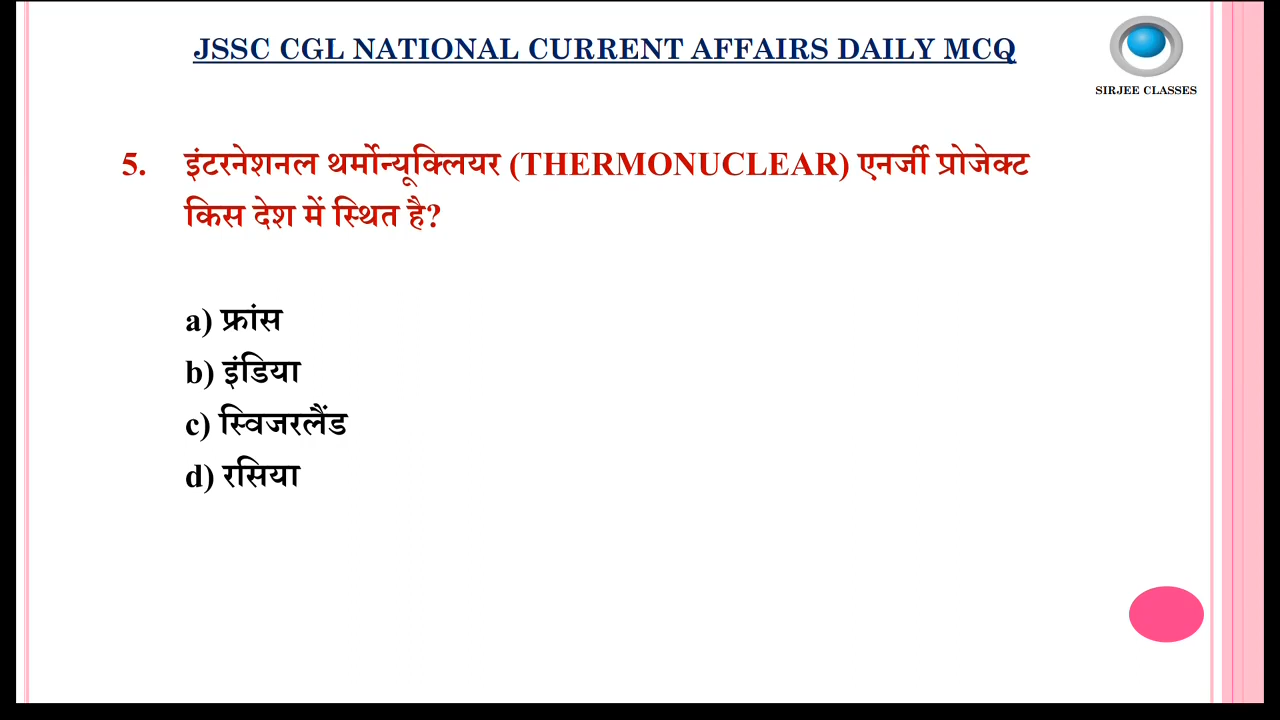 JSSC CGL NATIONAL CURRENT AFFAIRS DAILY MCQ
SIRJEE CLASSES
5. इंटरनेशनल थर्मोन्यूक्लियर (THERMONUCLEAR) एनर्जी प्रोजेक्ट
किस देश में स्थित है?
a) फ्रांस
b) इंडिया
c) स्विजरलैंड
d) रसिया